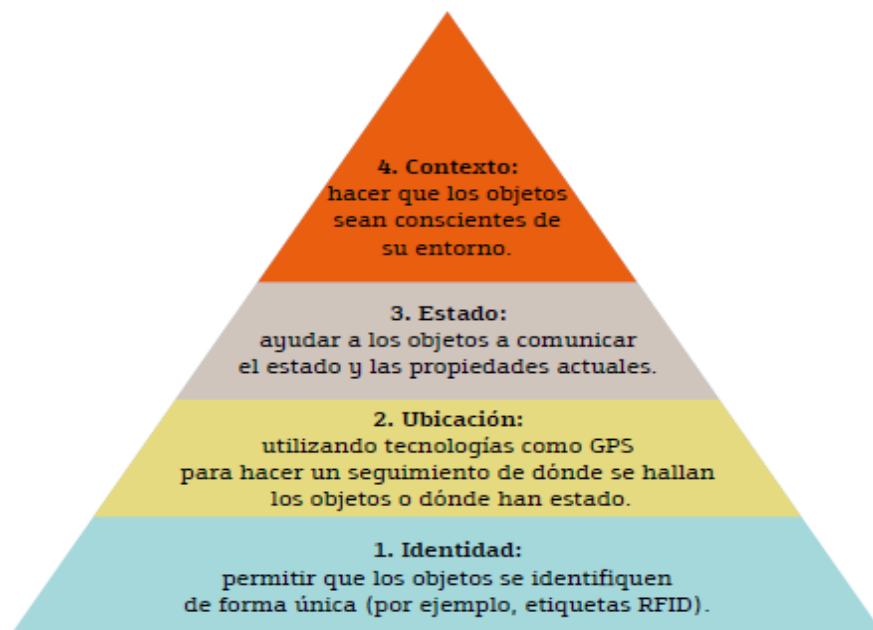 4. Contexto:
hacer que los objetos
sean conscientes de
su entorno.
3. Estado:
ayudar a los objetos a comunicar
el estado y las propiedades actuales.
2. Ubicación:
utilizando tecnologías como GPS
para hacer un seguimiento de dónde se hallan
los objetos o dónde han estado.
1. Identidad:
permitir que los objetos se identifiquen
de forma única (por ejemplo, etiquetas RFID).